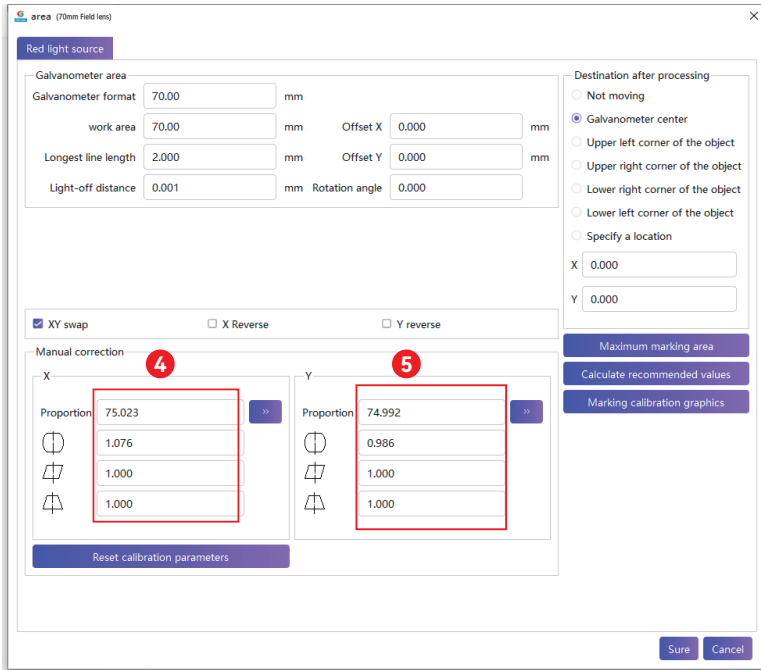 area (70mm Field lens)
Red light source
Galvanometer area
Galvanometer format 70.00 mm
work area 70.00 mm Offset X 0.000 mm
Longest line length 2.000 mm Offset Y 0.000 mm
Light-off distance 0.001 mm Rotation angle 0.000
Destination after processing
Not moving
Galvanometer center
Upper left corner of the object
Upper right corner of the object
Lower right corner of the object
Lower left corner of the object
Specify a location
X 0.000
Y 0.000
XY swap X Reverse Y reverse
Maximum marking area
Calculate recommended values
Marking calibration graphics
Manual correction
4
X
Proportion 75.023 »
1.076
1.000
1.000
5
Y
Proportion 74.992 »
0.986
1.000
1.000
Reset calibration parameters
Sure Cancel